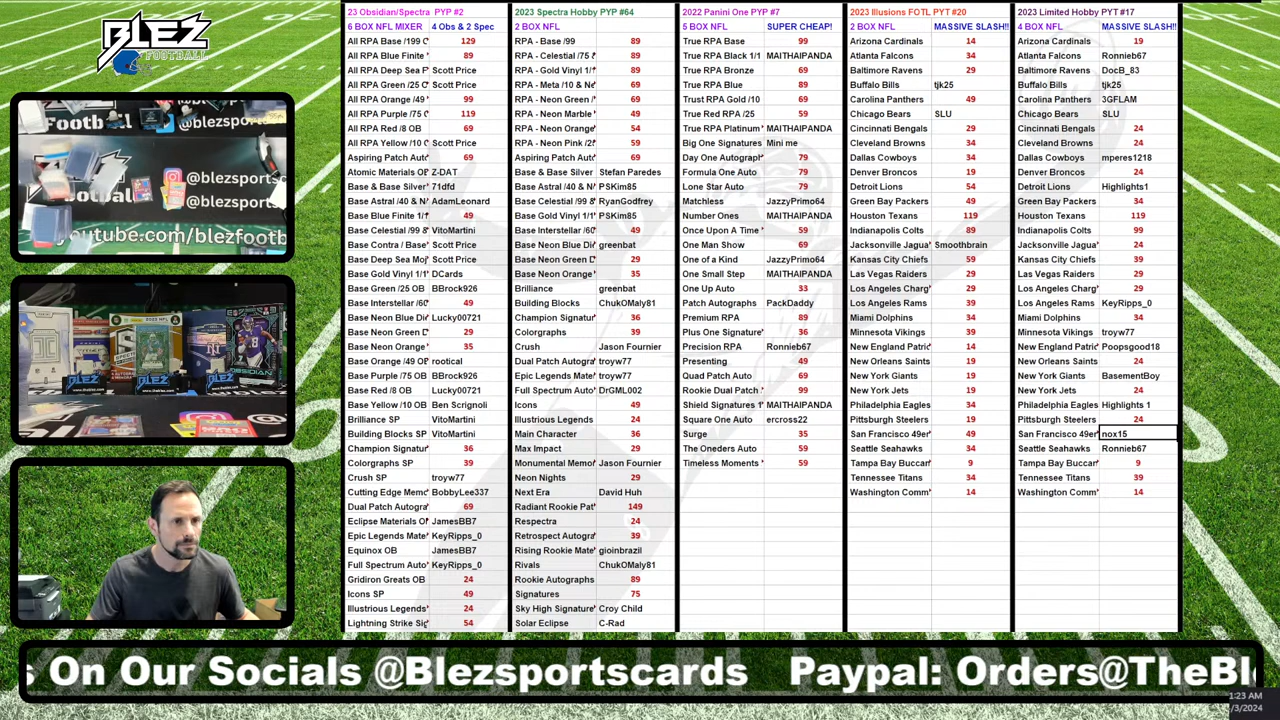 BLEZ
FOOTBALL
23 Obsidian/Spectra PYP #2
6 BOX NFL MIXER 4 Obs & 2 Spec
All RPA Base /199 129
All RPA Blue Finite 89
All RPA Deep Sea Scott Price
All RPA Green /25 Scott Price
All RPA Orange /49 99
All RPA Purple /75 119
All RPA Red /8 OB 69
All RPA Yellow /10 Scott Price
Aspiring Patch Aut 69
Atomic Materials OB Z-DAT
Base & Base Silver 71dfd
Base Astral /40 & N AdamLeonard
Base Blue Finite 1/ 49
Base Celestial /99 VitoMartini
Base Contra / Base Scott Price
Base Deep Sea Moj Scott Price
Base Gold Vinyl 1/1 DCards
Base Green /25 OB BBrock926
Base Interstellar /60 49
Base Neon Blue Di Lucky00721
Base Neon Green D 29
Base Neon Orange 35
Base Orange /49 OB rootical
Base Purple /75 OB BBrock926
Base Red /8 OB Lucky00721
Base Yellow /10 OB Ben Scrignoli
Brilliance SP VitoMartini
Building Blocks SP VitoMartini
Champion Signatu 36
Colorgraphs SP 39
Crush SP troyw77
Cutting Edge Memo BobbyLee337
Dual Patch Autogra 69
Eclipse Materials O JamesBB7
Epic Legends Mate KeyRipps_0
Equinox OB JamesBB7
Full Spectrum Auto KeyRipps_0
Gridiron Greats OB 24
Icons SP 49
Illustrious Legends 24
Lightning Strike Sig 54
2023 Spectra Hobby PYP #64
2 BOX NFL
RPA - Base /99 89
RPA - Celestial /75 89
RPA - Gold Vinyl 1/ 89
RPA - Meta /10 & Ne 69
RPA - Neon Green / 69
RPA - Neon Marble 49
RPA - Neon Orange 54
RPA - Neon Pink /2 59
Aspiring Patch Aut 69
Base & Base Silver Stefan Paredes
Base Astral /40 & N PSKim85
Base Celestial /99 RyanGodfrey
Base Gold Vinyl 1/1 PSKim85
Base Interstellar /60 49
Base Neon Blue Di greenbat
Base Neon Green D 29
Base Neon Orange 35
Brilliance greenbat
Building Blocks ChukOMaly81
Champion Signatur 36
Colorgraphs 39
Crush Jason Fournier
Dual Patch Autogra troyw77
Epic Legends Mate troyw77
Full Spectrum Auto DrGML002
Icons 49
Illustrious Legends 24
Main Character 36
Max Impact 29
Monumental Memo Jason Fournier
Neon Nights 29
Next Era David Huh
Radiant Rookie Pat 149
Respectra 24
Retrospect Autogra 39
Rising Rookie Mate gioinbrazil
Rivals ChukOMaly81
Rookie Autographs 89
Signatures 75
Sky High Signature Croy Child
Solar Eclipse C-Rad
2022 Panini One PYP #7
5 BOX NFL SUPER CHEAP!
True RPA Base 99
True RPA Black 1/1 MAITHAIPANDA
True RPA Bronze 69
True RPA Blue 89
Trust RPA Gold /10 69
True Red RPA /25 59
True RPA Platinum MAITHAIPANDA
Big One Signatures Mini me
Day One Autograph 79
Formula One Auto 79
Lone Star Auto 79
Matchless JazzyPrimo64
Number Ones MAITHAIPANDA
Once Upon A Time 59
One Man Show 69
One of a Kind JazzyPrimo64
One Small Step MAITHAIPANDA
One Up Auto 33
Patch Autographs PackDaddy
Premium RPA 89
Plus One Signature 36
Precision RPA Ronnieb67
Presenting 49
Quad Patch Auto 69
Rookie Dual Patch 99
Shield Signatures 1 MAITHAIPANDA
Square One Auto ercross22
Surge 35
The Oneders Auto 59
Timeless Moments 59
2023 Illusions FOTL PYT #20
2 BOX NFL MASSIVE SLASH!!
Arizona Cardinals 14
Atlanta Falcons 34
Baltimore Ravens 29
Buffalo Bills tjk25
Carolina Panthers 49
Chicago Bears SLU
Cincinnati Bengals 29
Cleveland Browns 34
Dallas Cowboys 34
Denver Broncos 19
Detroit Lions 54
Green Bay Packers 49
Houston Texans 119
Indianapolis Colts 89
Jacksonville Jagua Smoothbrain
Kansas City Chiefs 59
Las Vegas Raiders 29
Los Angeles Charg 29
Los Angeles Rams 39
Miami Dolphins 34
Minnesota Vikings 39
New England Patric 14
New Orleans Saints 19
New York Giants 19
New York Jets 19
Philadelphia Eagles 34
Pittsburgh Steelers 19
San Francisco 49er 49
Seattle Seahawks 34
Tampa Bay Buccan 9
Tennessee Titans 34
Washington Comm 14
2023 Limited Hobby PYT #17
4 BOX NFL MASSIVE SLASH!!
Arizona Cardinals 19
Atlanta Falcons Ronnieb67
Baltimore Ravens DocB_83
Buffalo Bills tjk25
Carolina Panthers 3GFLAM
Chicago Bears SLU
Cincinnati Bengals 24
Cleveland Browns 24
Dallas Cowboys mperes1218
Denver Broncos 24
Detroit Lions Highlights1
Green Bay Packers 34
Houston Texans 119
Indianapolis Colts 99
Jacksonville Jagua 24
Kansas City Chiefs 39
Las Vegas Raiders 29
Los Angeles Charg 29
Los Angeles Rams KeyRipps_0
Miami Dolphins 34
Minnesota Vikings troyw77
New England Patric Poopsgood18
New Orleans Saints 24
New York Giants BasementBoy
New York Jets 24
Philadelphia Eagles Highlights 1
Pittsburgh Steelers 24
San Francisco 49er nox15
Seattle Seahawks Ronnieb67
Tampa Bay Buccan 9
Tennessee Titans 39
Washington Comm 14
Football @blezsports
@blezsportsc
@blezsports
youtube.com/blezfootb
BLEZ BLEZ OBSIDIAN
s On Our Socials @Blezsportscards Paypal: Orders@TheBl
1:23 AM
/3/2024